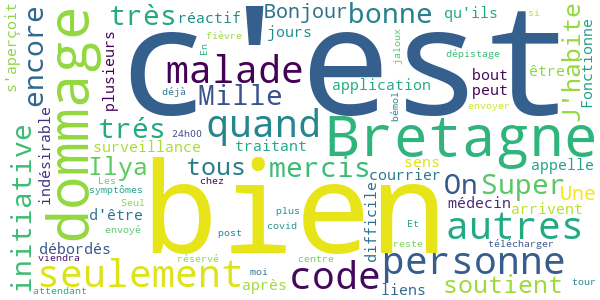 s'aperçoit
encore
dommage
très
réactif
jours
Bonjour
bonne
qu'ils
si
J'habite
Fonctionne
c'est
En
fièvre
jaloux
dépistage
plusieurs
malade
application
bout
peut
être
indésirable
initiative
Mille
bémol
envoyer
trés
déjà
24h00
quand
Bretagne
surveillance
traitant
Ilya
tous
mercis
sens
appelle
Les
symptômes
chez
bien
courrier
On
Super
Une
Seul
d'être
difficile
médecin
arrivent
envoyé
post
plus
covid
Et
autres
débordés
reste
télécharger
viendra
réservé
centre
personne
seulement
moi
code
soutient
attendant
après
liens
tour